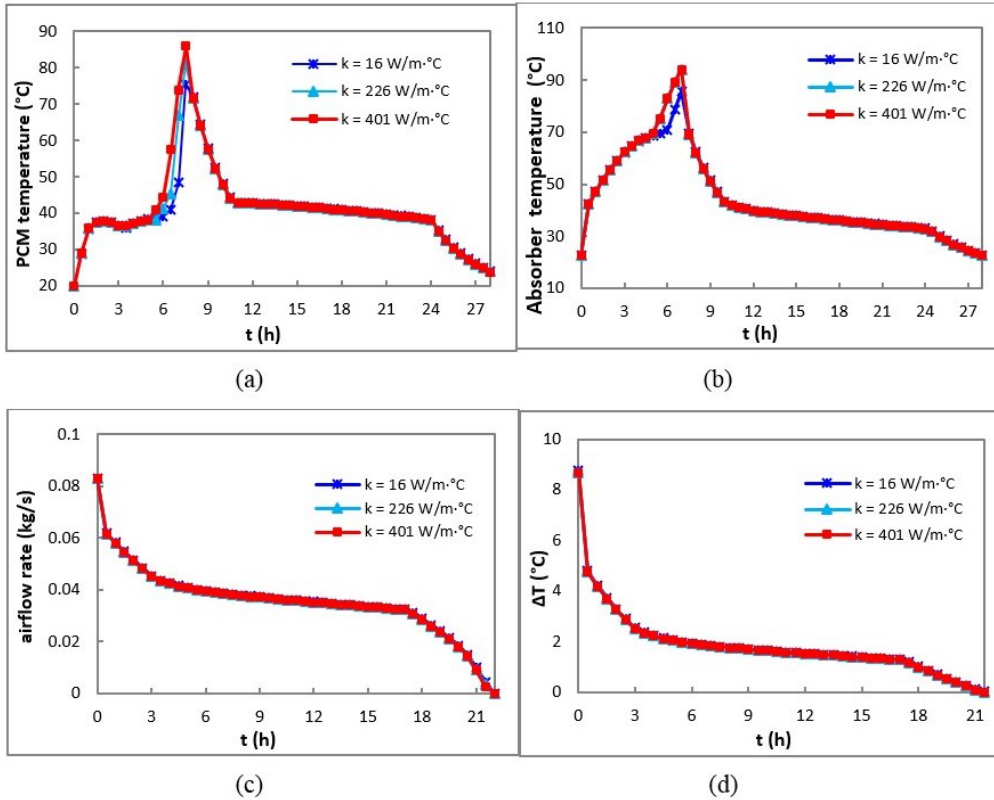 90
80
70
60
50
40
30
20
PCM temperature (°C)
k = 16 W/m·°C
k = 226 W/m·°C
k = 401 W/m·°C
0 3 6 9 12 15 18 21 24 27
t (h)
(a)
110
90
70
50
30
10
Absorber temperature (°C)
k = 16 W/m·°C
k = 226 W/m·°C
k = 401 W/m·°C
0 3 6 9 12 15 18 21 24 27
t (h)
(b)
0.1
0.08
0.06
0.04
0.02
0
airflow rate (kg/s)
k = 16 W/m·°C
k = 226 W/m·°C
k = 401 W/m·°C
0 3 6 9 12 15 18 21
t (h)
(c)
10
8
6
4
2
0
ΔT (°C)
k = 16 W/m·°C
k = 226 W/m·°C
k = 401 W/m·°C
0 3 6 9 12 15 18 21
t (h)
(d)